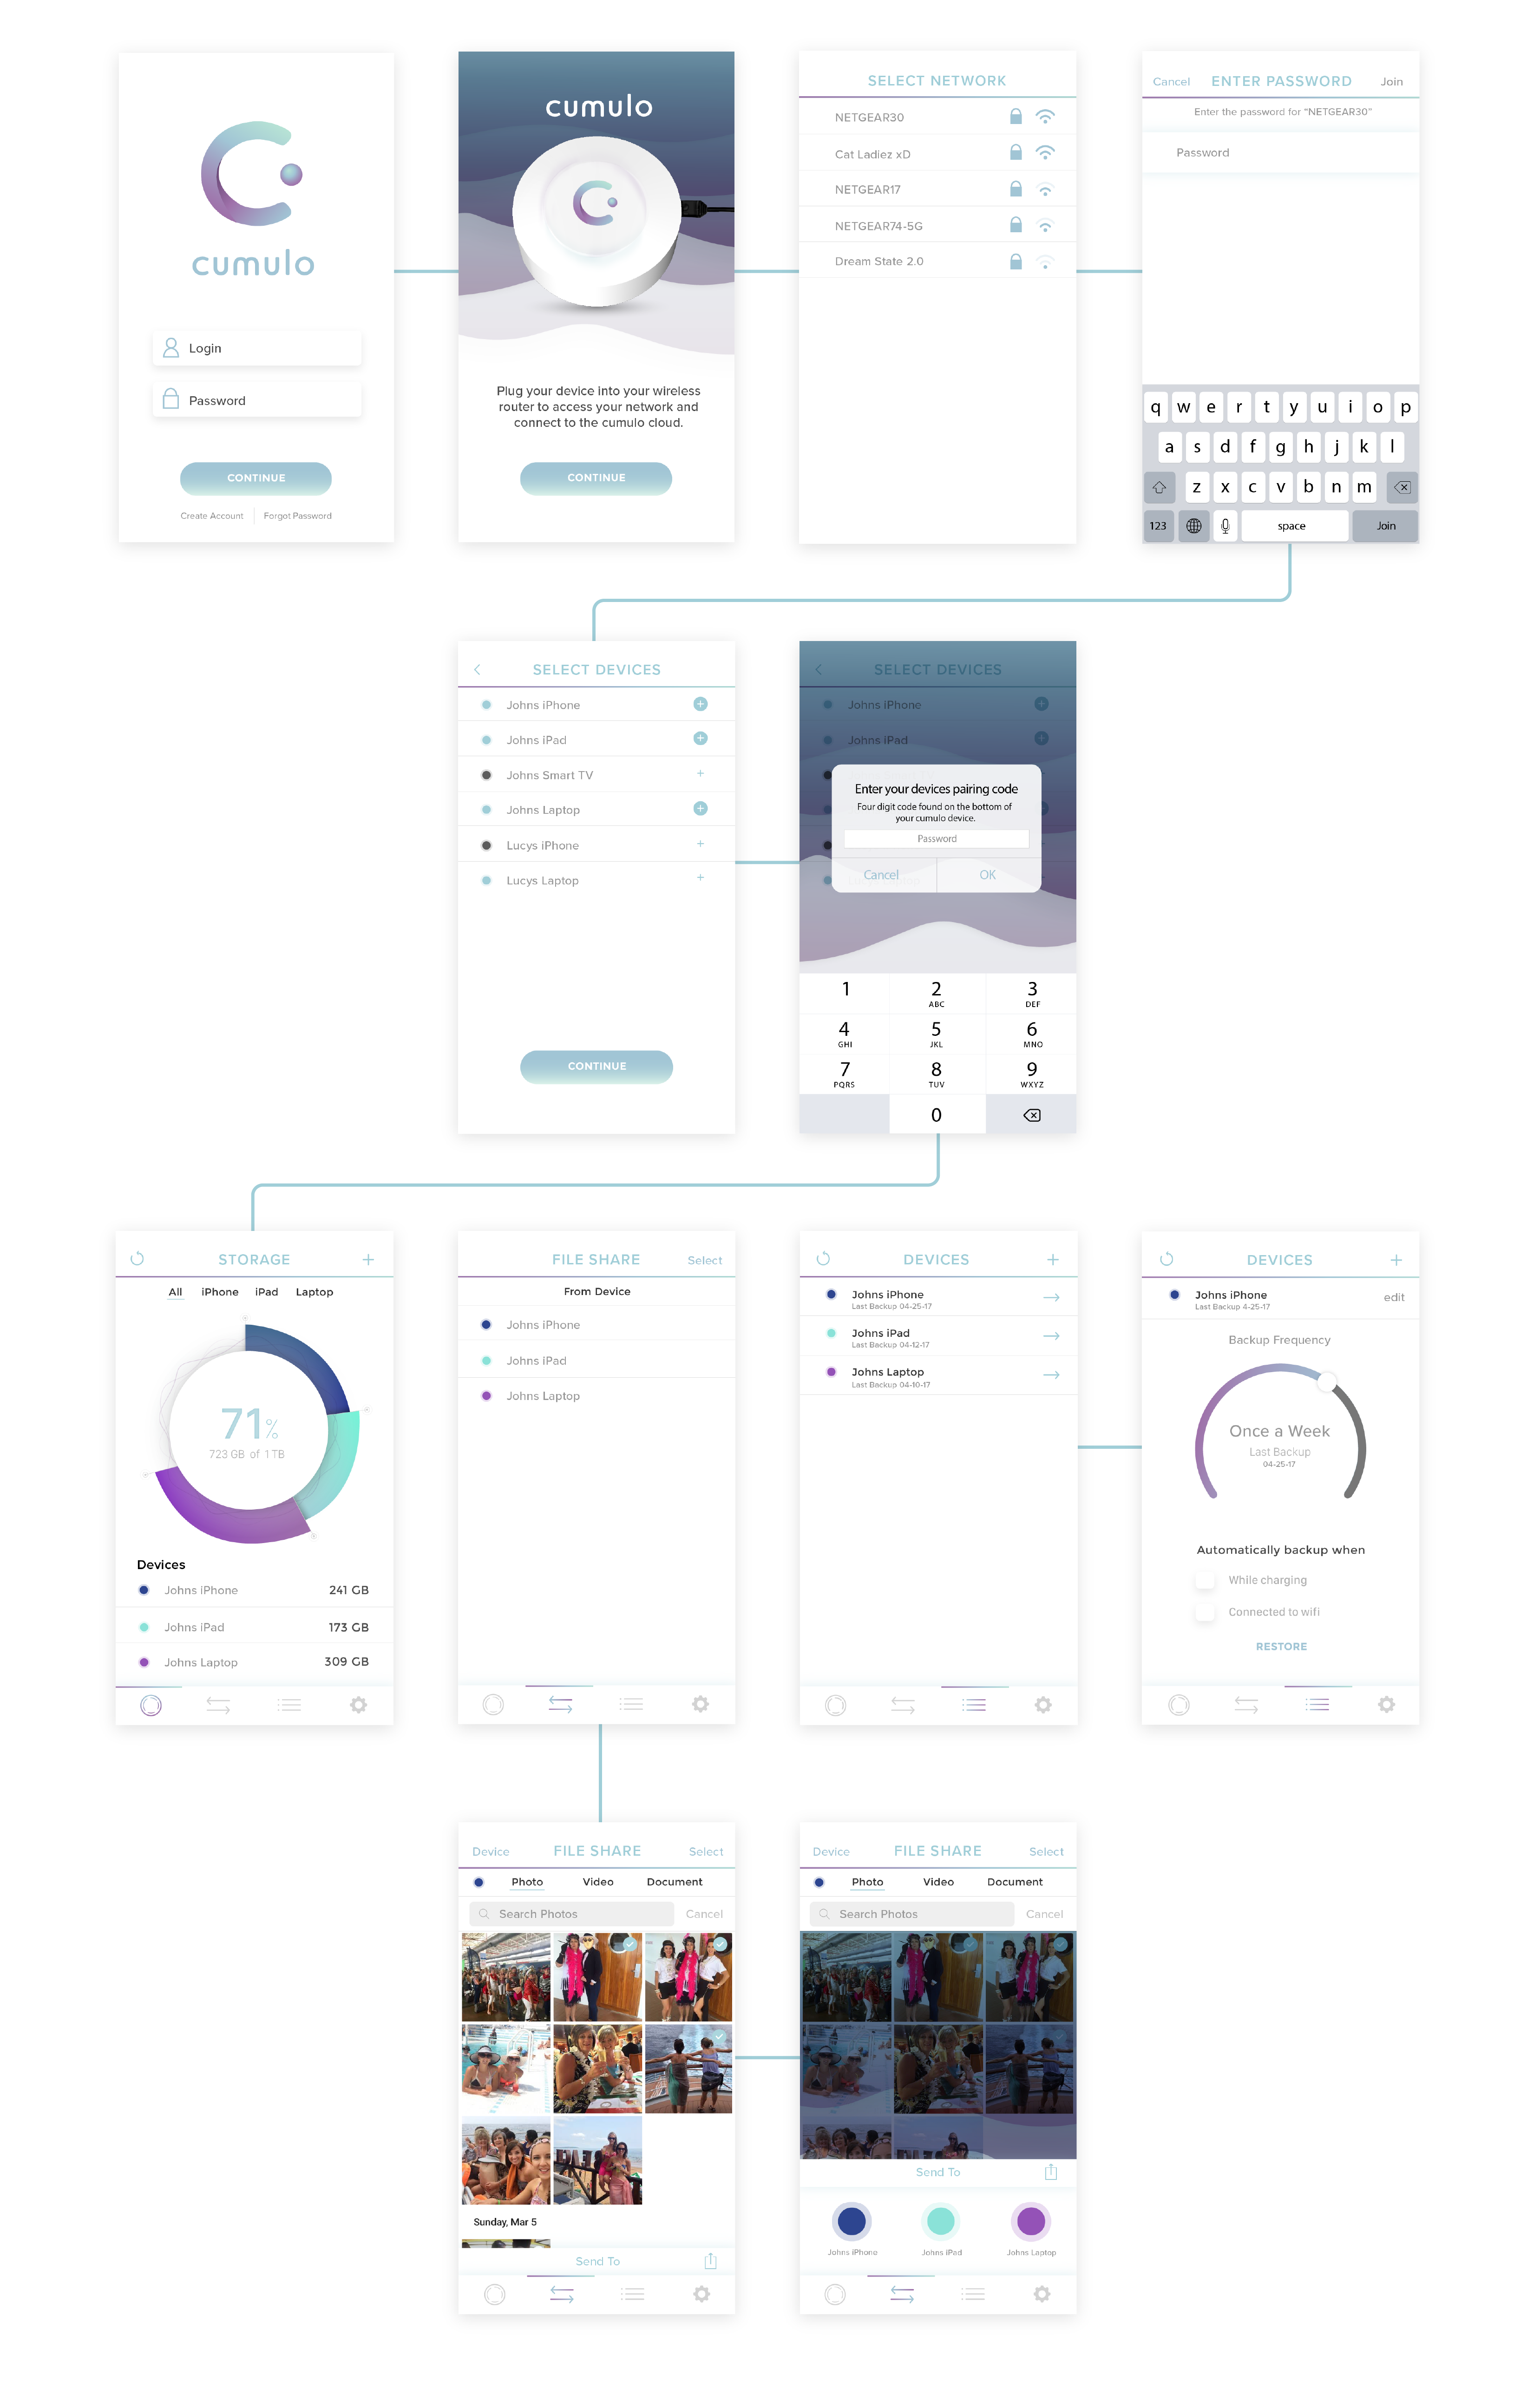 cumulo
Login
Password
CONTINUE
Create Account
Forgot Password
cumulo
Plug your device into your wireless
router to access your network and
connect to the cumulo cloud.
CONTINUE
SELECT NETWORK
NETGEAR30
Cat Ladiez xD
NETGEAR17
NETGEAR74-5G
Dream State 2.0
Cancel ENTER PASSWORD Join
Enter the password for “NETGEAR30”
Password
q w e r t y u i o p
a s d f g h j k l
z x c v b n m
123 space Join
SELECT DEVICES
Johns iPhone
Johns iPad
Johns Smart TV
Johns Laptop
Lucys iPhone
Lucys Laptop
CONTINUE
SELECT DEVICES
Johns iPhone
Johns iPad
Enter your devices pairing code
Four digit code found on the bottom of
your cumulo device.
Password
Cancel OK
1 2 3
ABC DEF
4 5 6
GHI JKL MNO
7 8 9
PQRS TUV WXYZ
0
STORAGE +
All iPhone iPad Laptop
71%
723 GB of 1 TB
Devices
Johns iPhone 241 GB
Johns iPad 173 GB
Johns Laptop 309 GB
FILE SHARE Select
From Device
Johns iPhone
Johns iPad
Johns Laptop
DEVICES +
Johns iPhone
Last Backup 04-25-17
Johns iPad
Last Backup 04-12-17
Johns Laptop
Last Backup 04-10-17
DEVICES +
Johns iPhone edit
Last Backup 4-25-17
Backup Frequency
Once a Week
Last Backup
04-25-17
Automatically backup when
While charging
Connected to wifi
RESTORE
Device FILE SHARE Select
Photo Video Document
Search Photos Cancel
Sunday, Mar 5
Send To
Device FILE SHARE Select
Photo Video Document
Search Photos Cancel
Send To
Johns iPhone Johns iPad Johns Laptop